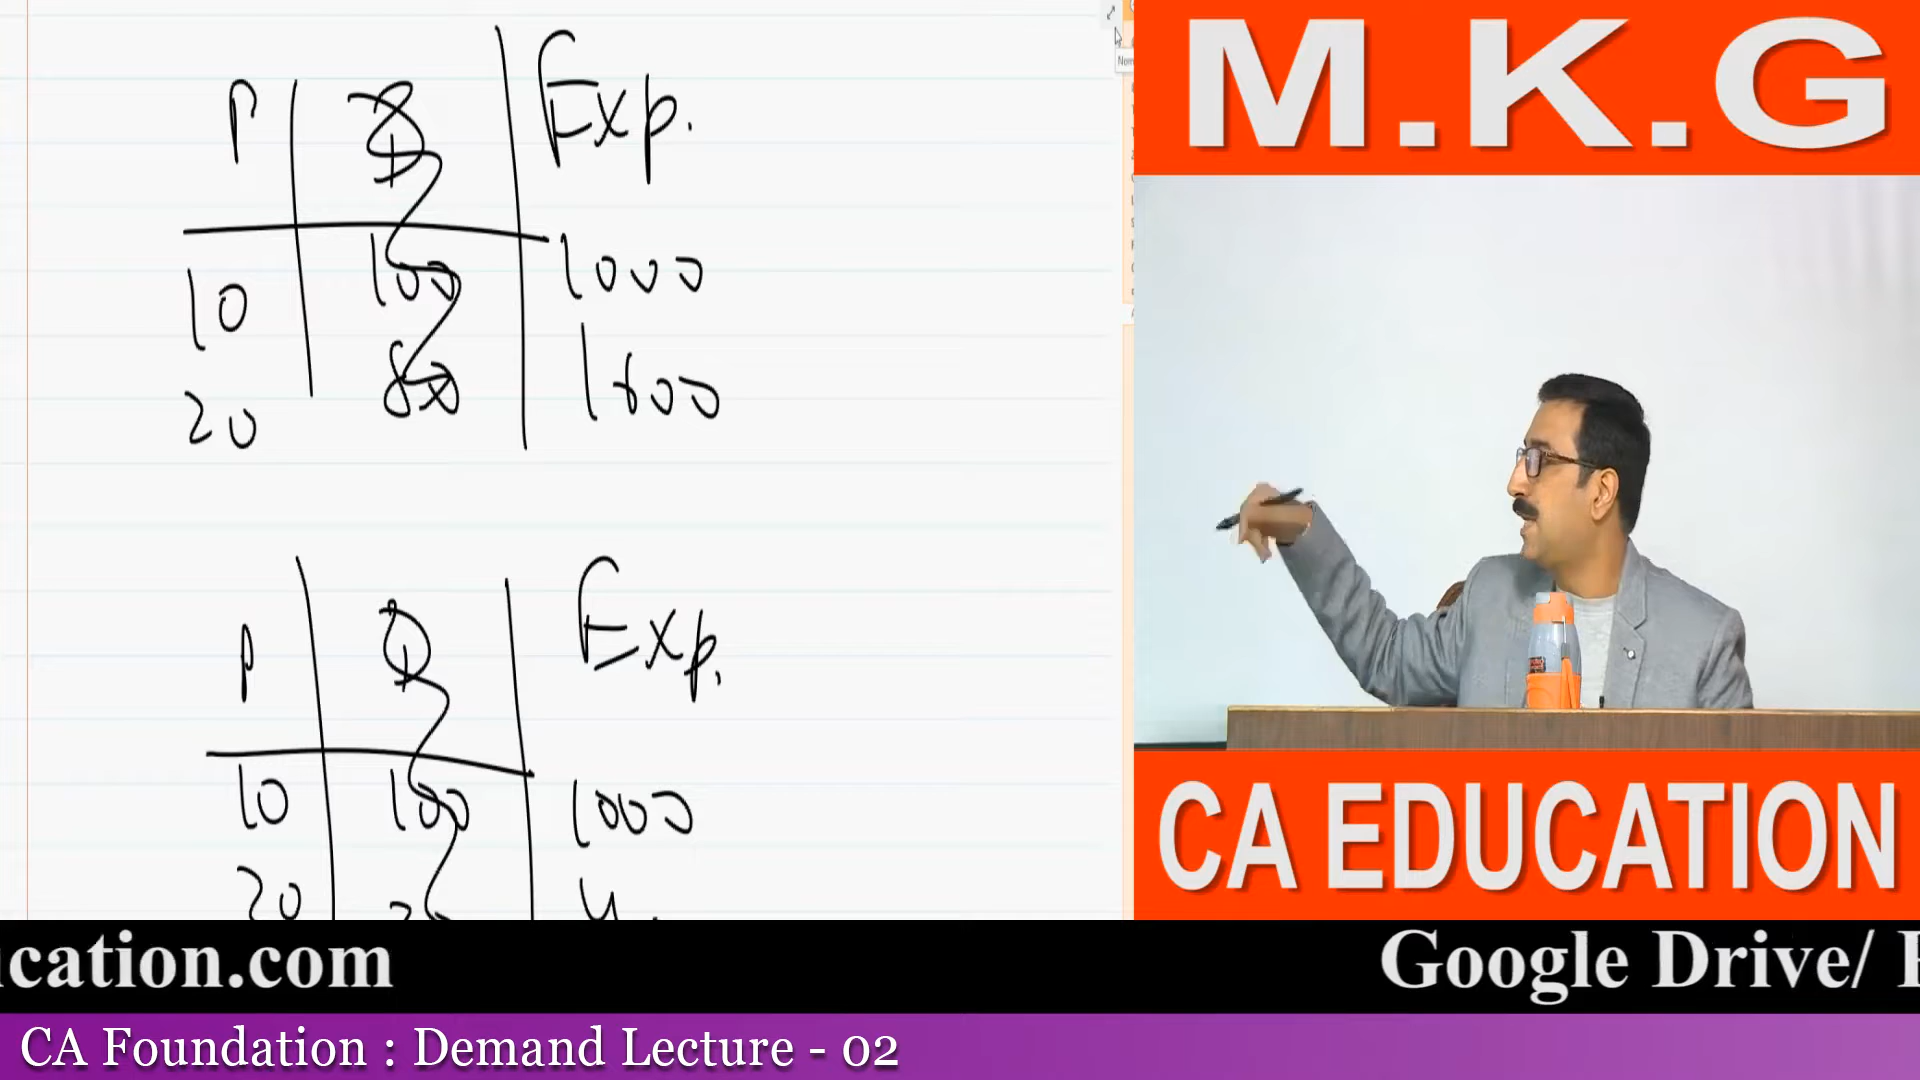 P Q Exp.
10 100 1000
20 80 1600
P Q Exp.
10 100 1000
20
M.K.G
CA EDUCATION
ication.com Google Drive/
CA Foundation : Demand Lecture - 02